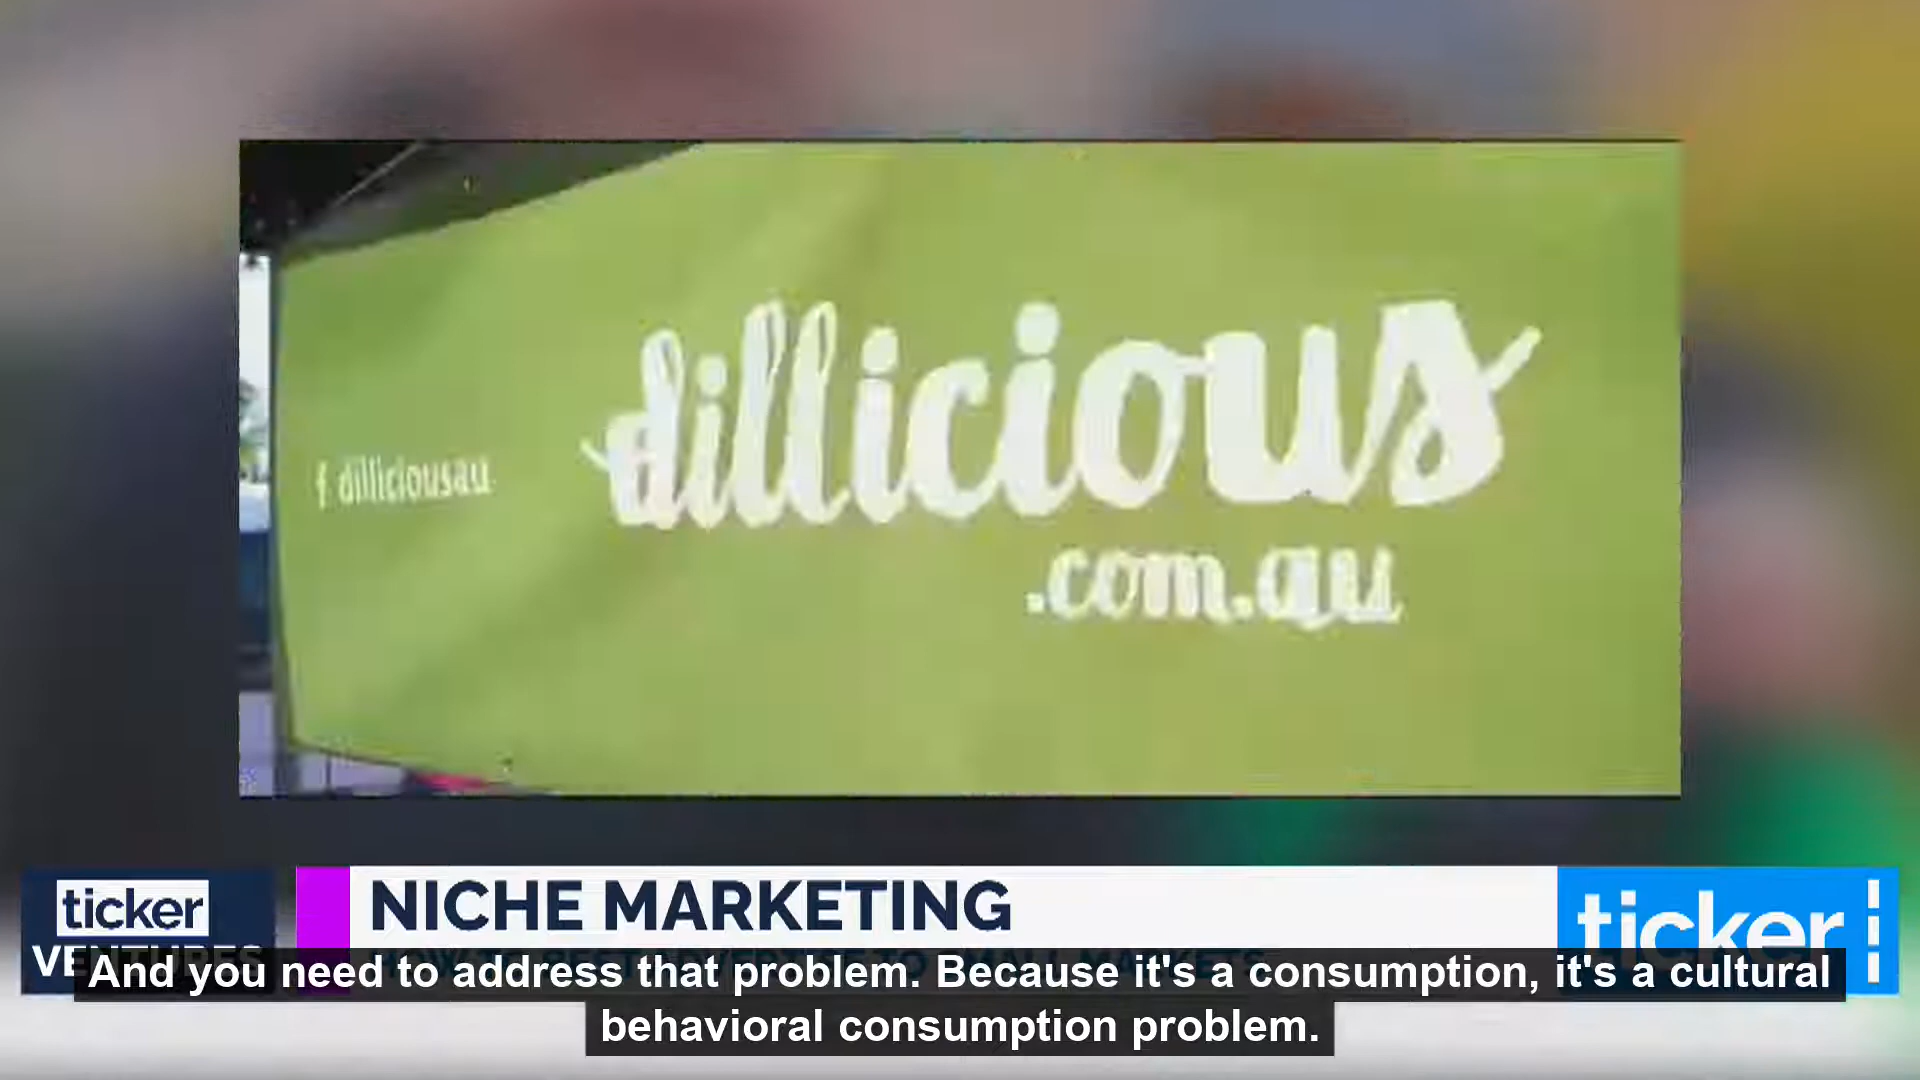 dillicious
f dilliciousau
.com.au
ticker
VENTURES
NICHE MARKETING
ticker
And you need to address that problem. Because it's a consumption, it's a cultural
behavioral consumption problem.